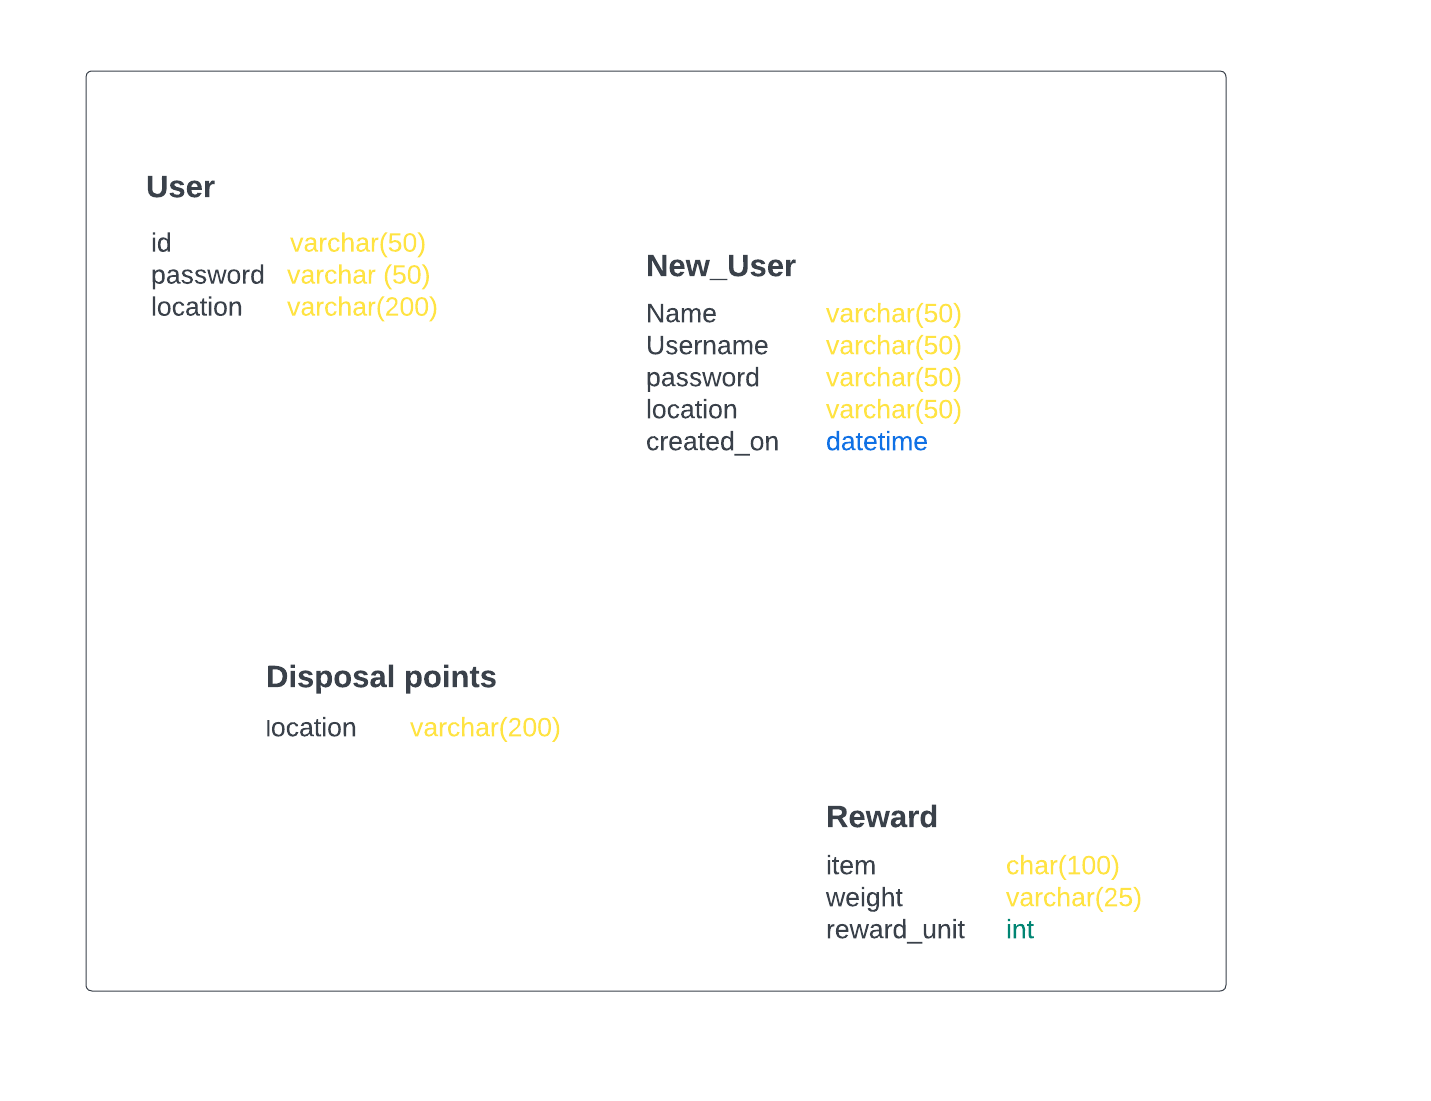 User
id varchar(50)
password varchar (50)
location varchar(200)
New_User
Name varchar(50)
Username varchar(50)
password varchar(50)
location varchar(50)
created_on datetime
Disposal points
location varchar(200)
Reward
item char(100)
weight varchar(25)
reward_unit int